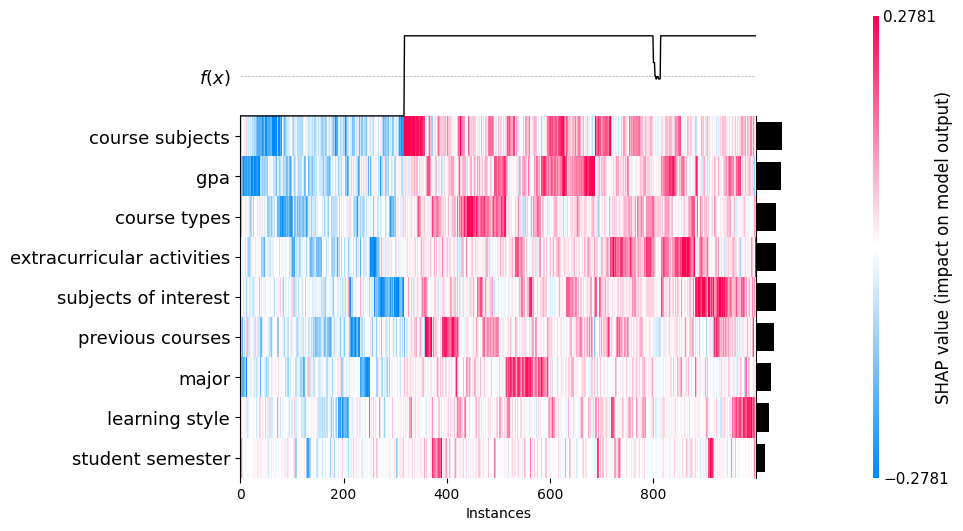 0.2781
f(x)
course subjects
gpa
course types
extracurricular activities
subjects of interest
previous courses
major
learning style
student semester
−0.2781
0 200 400 600 800
Instances
SHAP value (impact on model output)